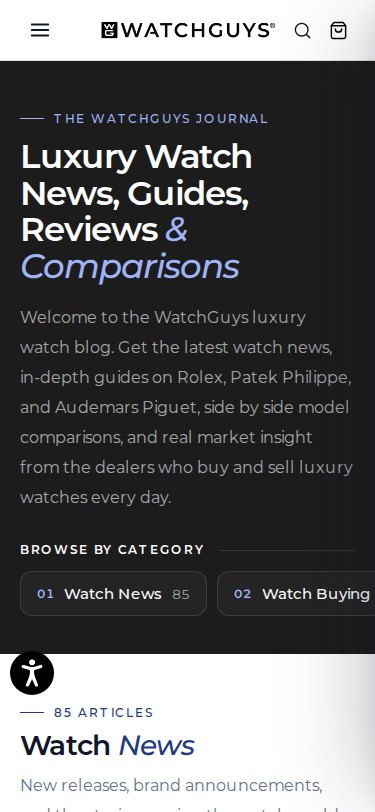 WATCHGUYS®
THE WATCHGUYS JOURNAL
Luxury Watch
News, Guides,
Reviews &
Comparisons
Welcome to the WatchGuys luxury
watch blog. Get the latest watch news,
in-depth guides on Rolex, Patek Philippe,
and Audemars Piguet, side by side model
comparisons, and real market insight
from the dealers who buy and sell luxury
watches every day.
BROWSE BY CATEGORY
01 Watch News 85
02 Watch Buying
85 ARTICLES
Watch News
New releases, brand announcements,